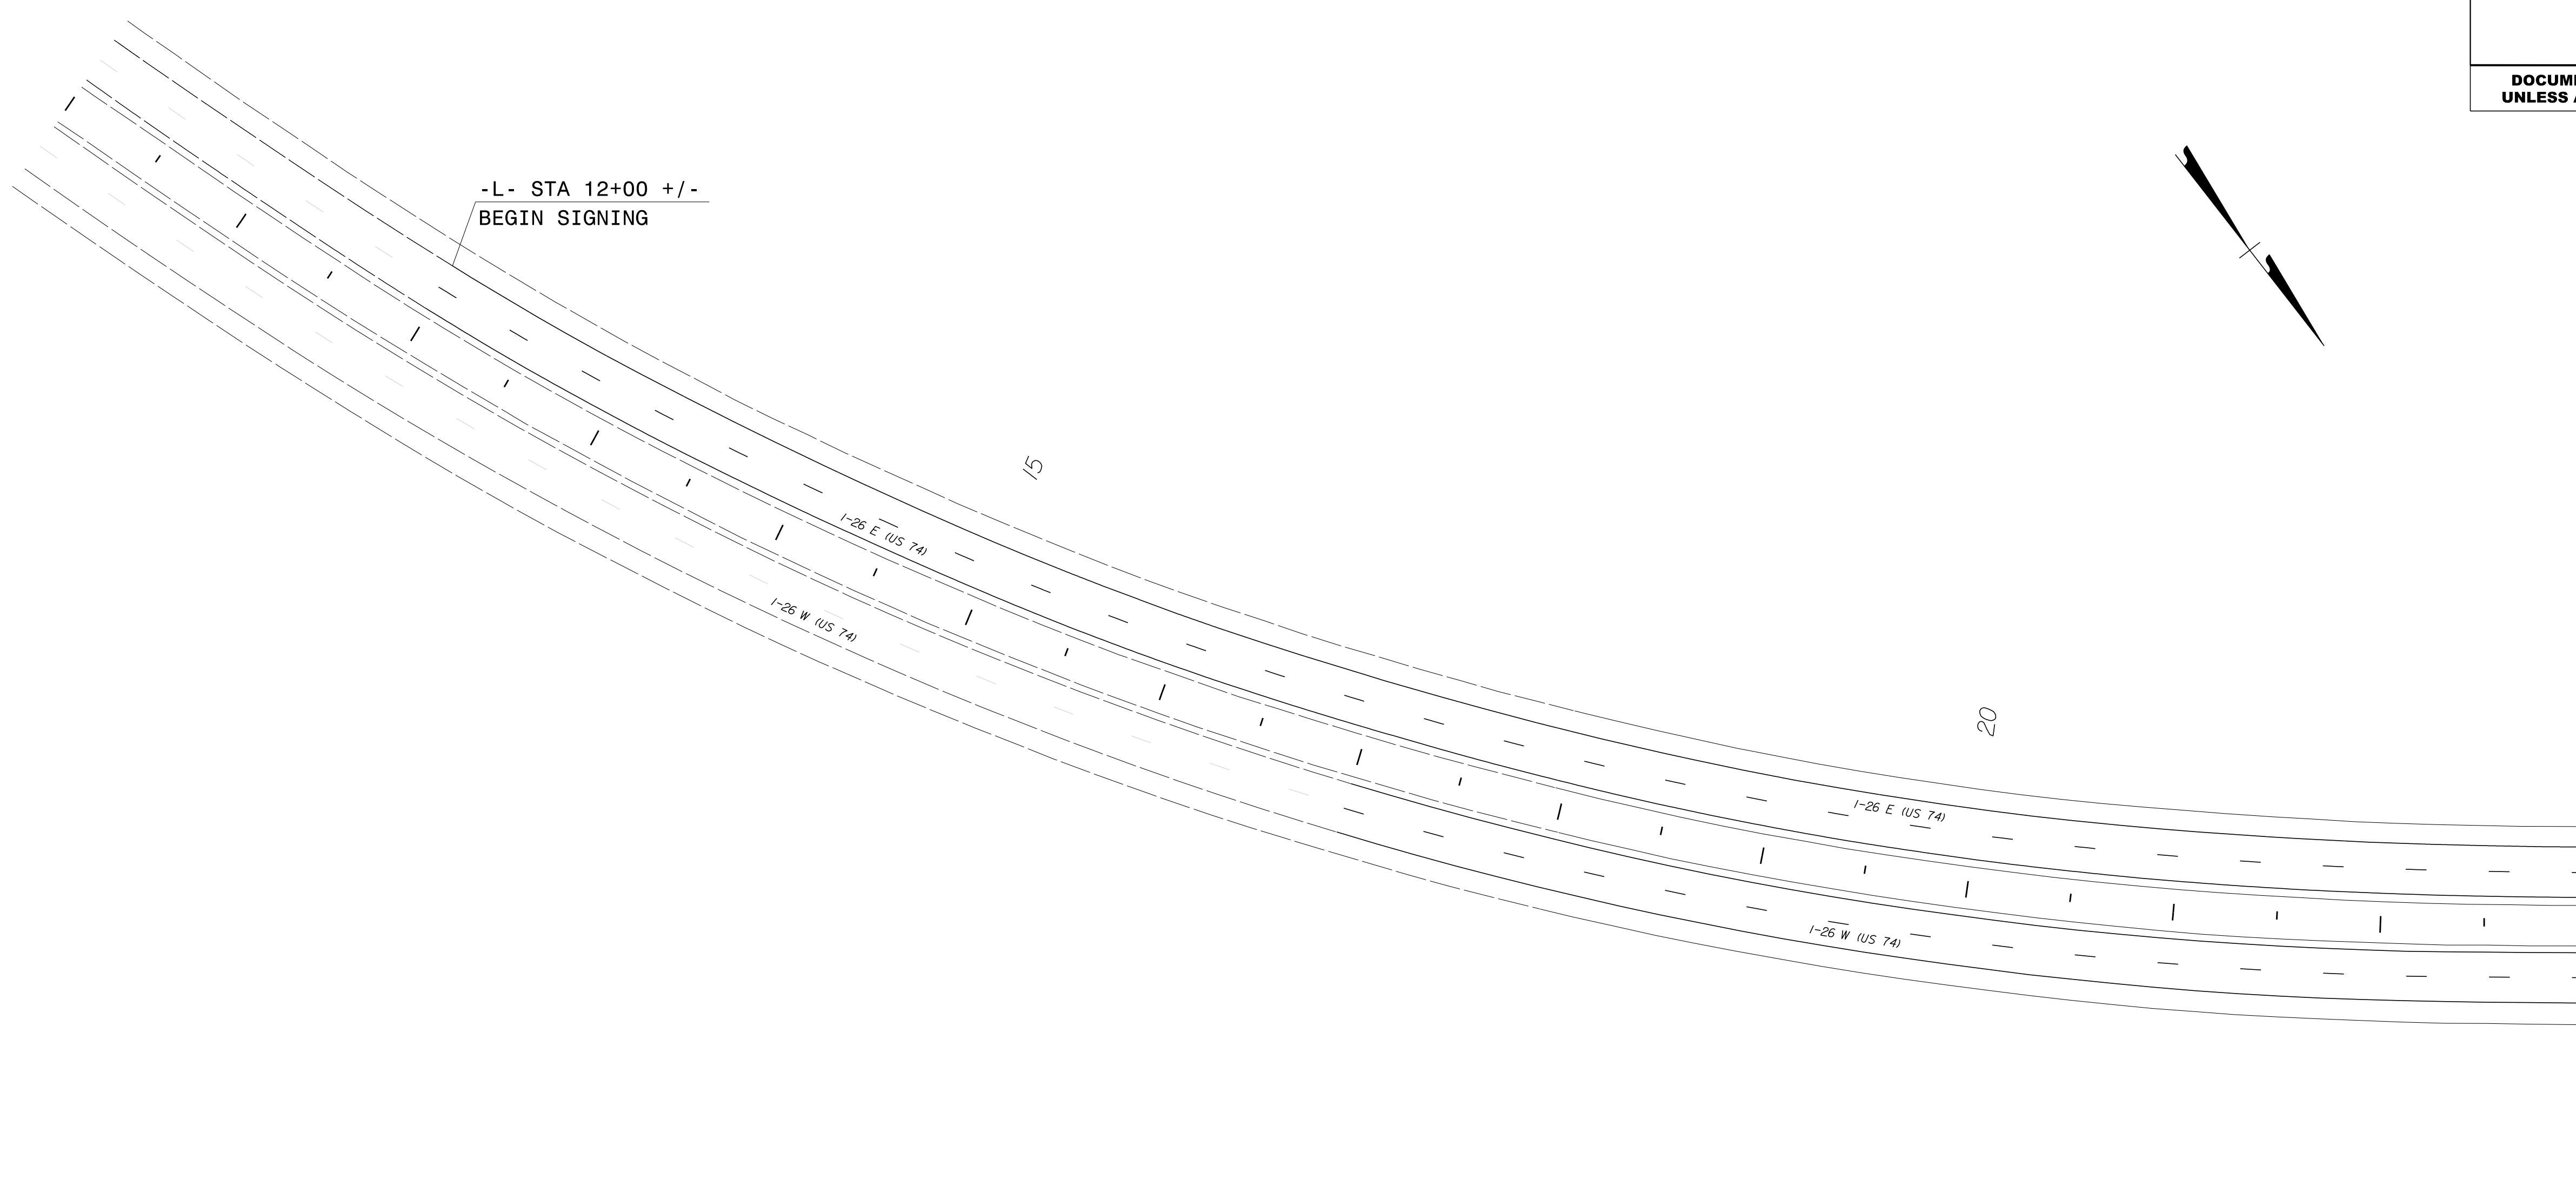 DOCUM
UNLESS A
-L- STA 12+00 +/-
BEGIN SIGNING
15
I-26 E (US 74)
I-26 W (US 74)
20
I-26 E (US 74)
I-26 W (US 74)